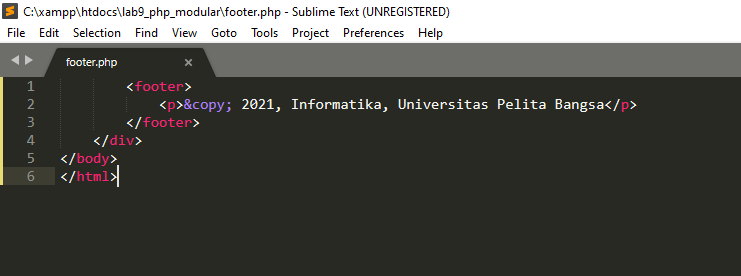 C:\xampp\htdocs\lab9_php_modular\footer.php - Sublime Text (UNREGISTERED)
File Edit Selection Find View Goto Tools Project Preferences Help
footer.php ×
1 <footer>
2 <p>&copy; 2021, Informatika, Universitas Pelita Bangsa</p>
3 </footer>
4 </div>
5 </body>
6 </html>